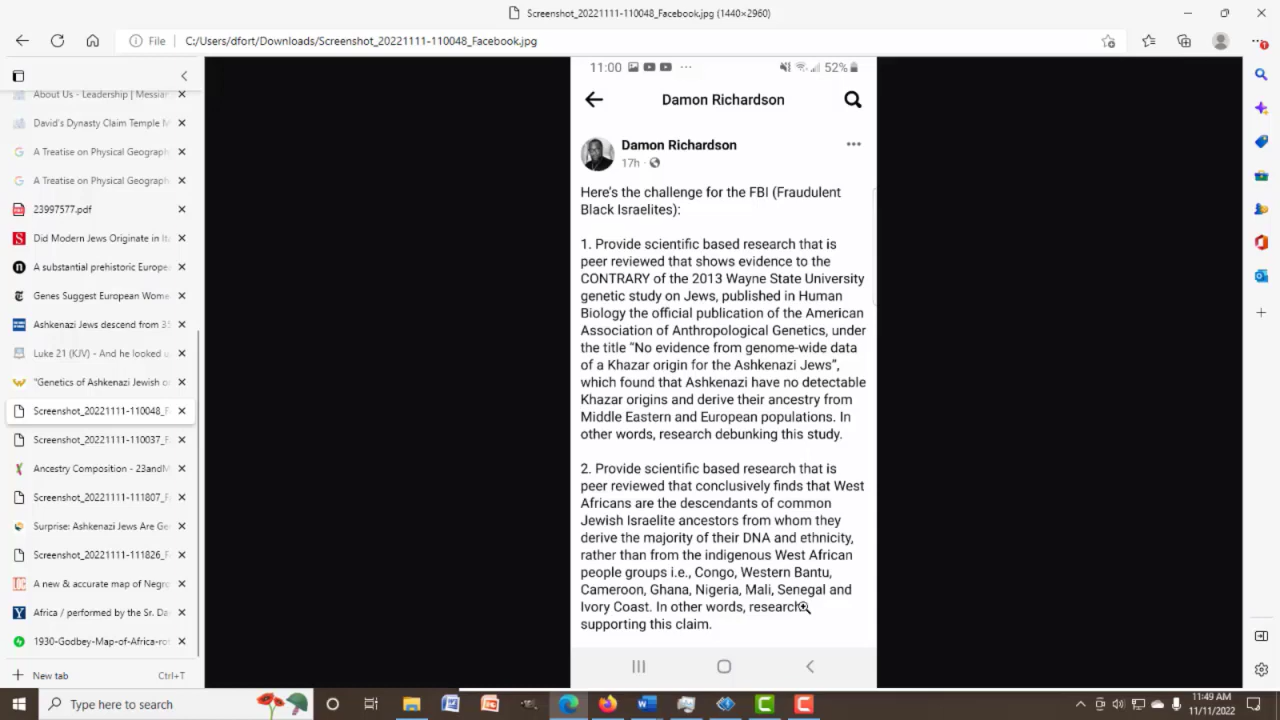 Screenshot_20221111-110048_Facebook.jpg (1440×2960)
File
C:/Users/dfort/Downloads/Screenshot_20221111-110048_Facebook.jpg
About Us - Leadership | Messia
David's Dynasty Claim Temple M
A Treatise on Physical Geograph
A Treatise on Physical Geograph
23997577.pdf
Did Modern Jews Originate in It
A substantial prehistoric Europe
Genes Suggest European Wome
Ashkenazi Jews descend from 35
Luke 21 (KJV) - And he looked u
"Genetics of Ashkenazi Jewish o
Screenshot_20221111-110048_F
Screenshot_20221111-110037_F
Ancestry Composition - 23andM
Screenshot_20221111-111807_F
Surprise: Ashkenazi Jews Are Ge
Screenshot_20221111-111826_F
A new & accurate map of Negro
Africa / performed by the Sr. Da
1930-Godbey-Map-of-Africa-ro
New tab
Ctrl+T
11:00
52%
Damon Richardson
Damon Richardson
17h
Here's the challenge for the FBI (Fraudulent
Black Israelites):
1. Provide scientific based research that is
peer reviewed that shows evidence to the
CONTRARY of the 2013 Wayne State University
genetic study on Jews, published in Human
Biology the official publication of the American
Association of Anthropological Genetics, under
the title "No evidence from genome-wide data
of a Khazar origin for the Ashkenazi Jews",
which found that Ashkenazi have no detectable
Khazar origins and derive their ancestry from
Middle Eastern and European populations. In
other words, research debunking this study.
2. Provide scientific based research that is
peer reviewed that conclusively finds that West
Africans are the descendants of common
Jewish Israelite ancestors from whom they
derive the majority of their DNA and ethnicity,
rather than from the indigenous West African
people groups i.e., Congo, Western Bantu,
Cameroon, Ghana, Nigeria, Mali, Senegal and
Ivory Coast. In other words, research
supporting this claim.
Type here to search
11:49 AM
11/11/2022